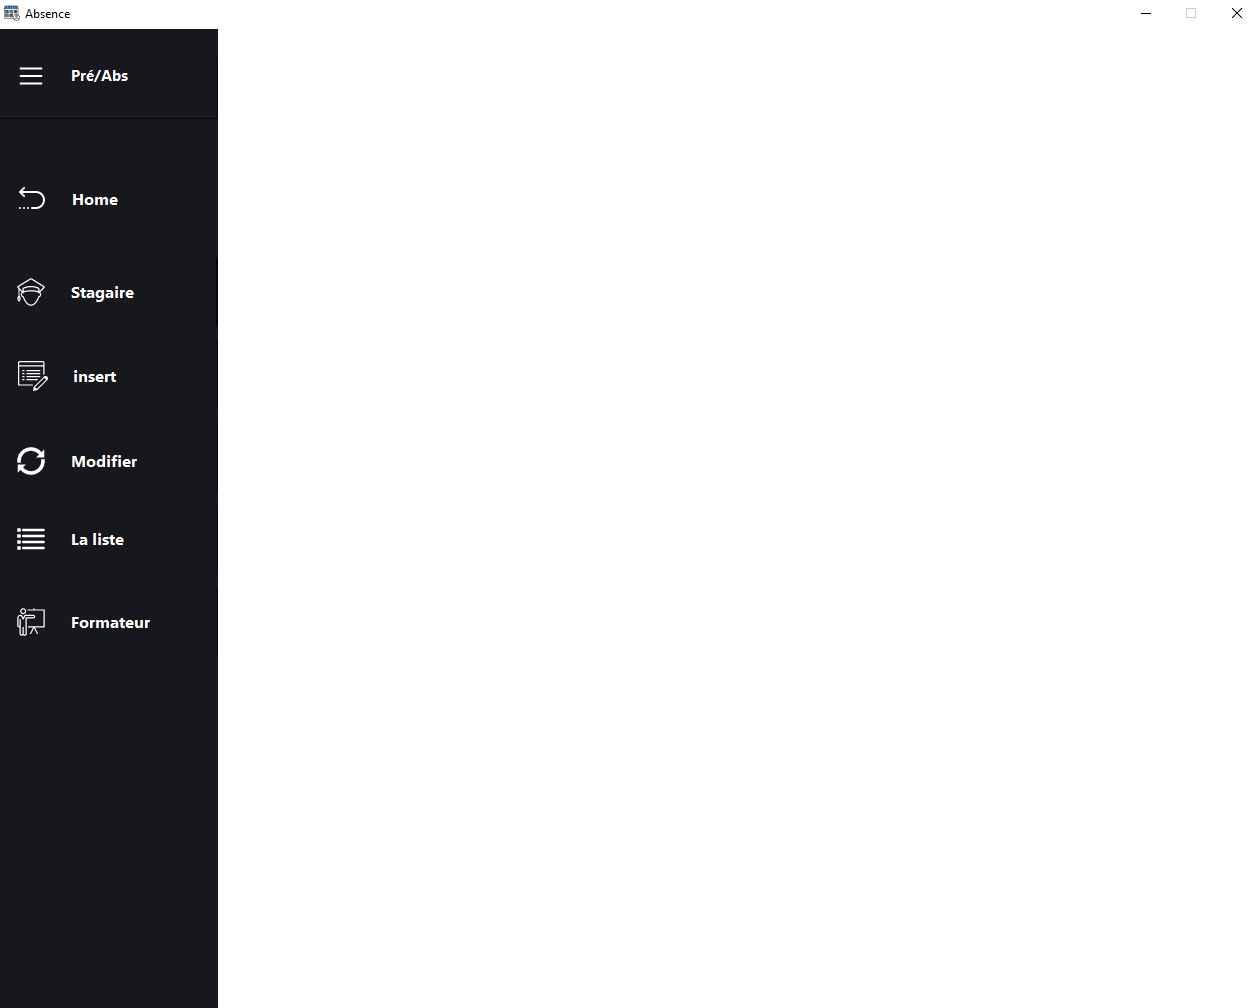 Absence
Pré/Abs
Home
Stagaire
insert
Modifier
La liste
Formateur